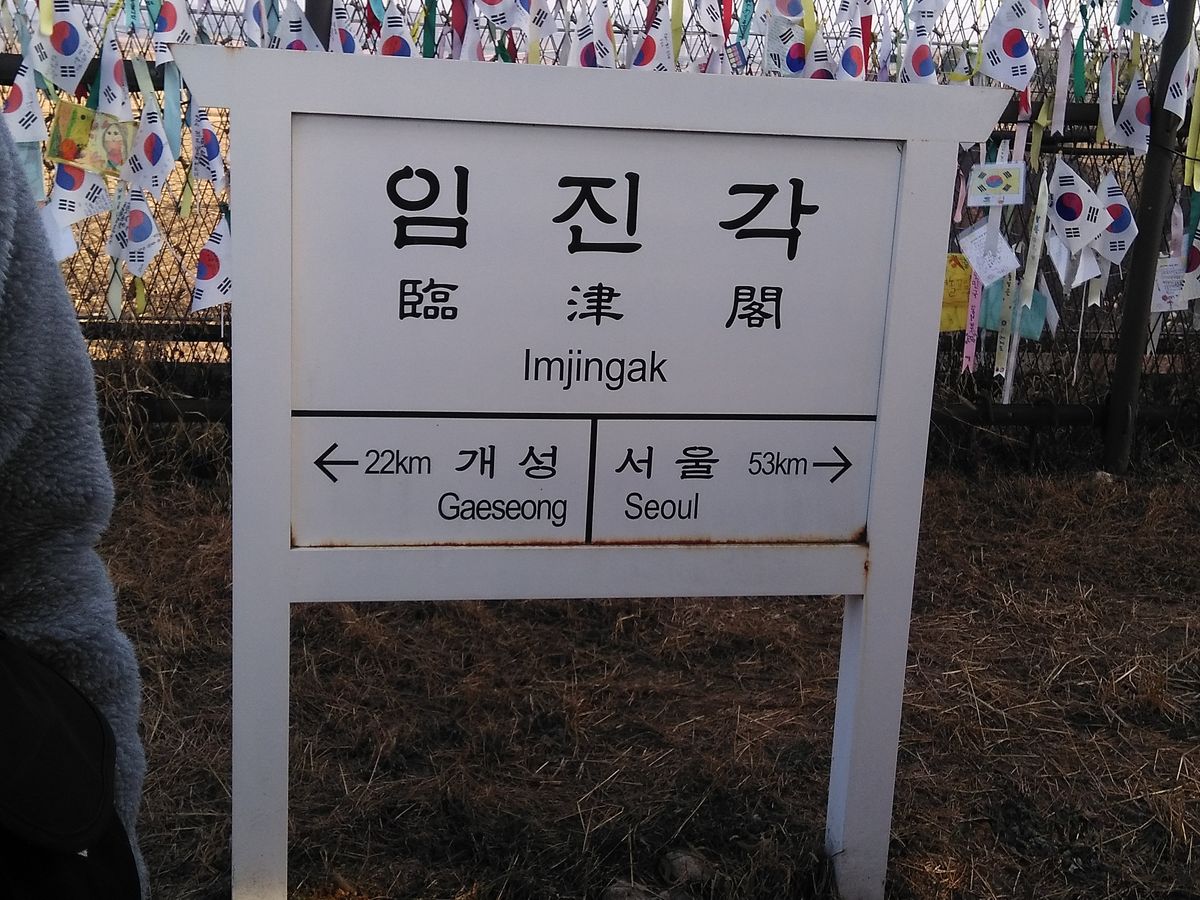 임 진 각
臨 津 閣
Imjingak
←22km 개 성
Gaeseong
서 울 53km→
Seoul